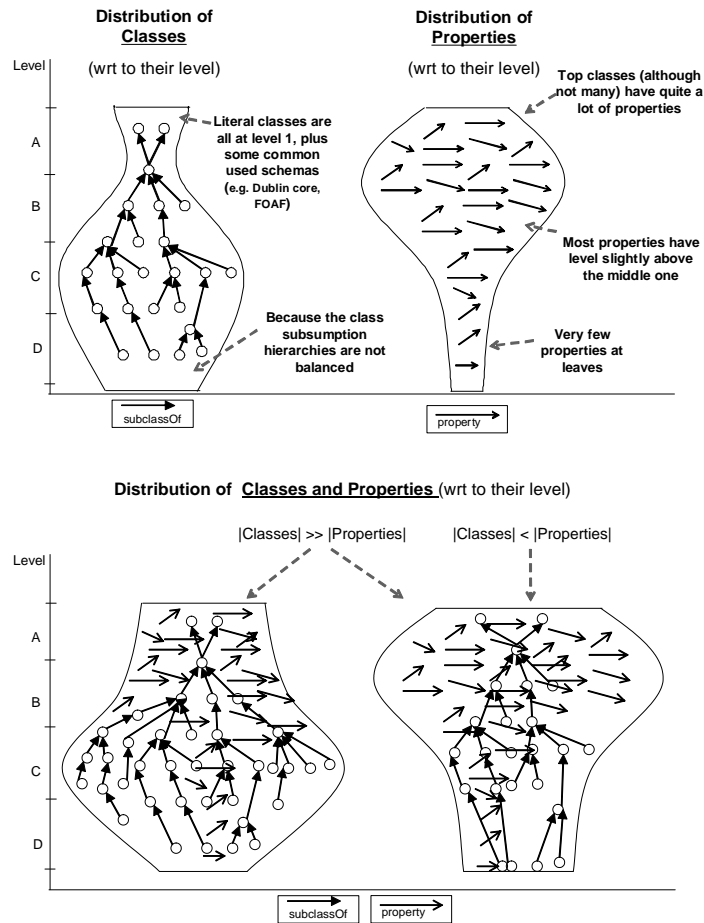 Distribution of
Classes
(wrt to their level)
Distribution of
Properties
(wrt to their level)
Level
A
B
C
D
Literal classes are
all at level 1, plus
some common
used schemas
(e.g. Dublin core,
FOAF)
Because the class
subsumption
hierarchies are not
balanced
Top classes (although
not many) have quite a
lot of properties
Most properties have
level slightly above
the middle one
Very few
properties at
leaves
subclassOf
property
Distribution of Classes and Properties (wrt to their level)
|Classes| >> |Properties|
|Classes| < |Properties|
Level
A
B
C
D
subclassOf
property